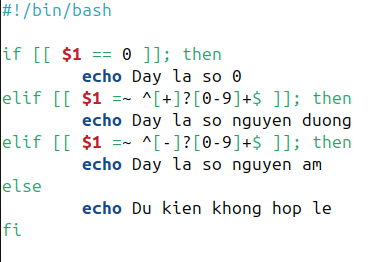 #!/bin/bash
if [[ $1 == 0 ]]; then
echo Day la so 0
elif [[ $1 =~ ^[+]?[0-9]+$ ]]; then
echo Day la so nguyen duong
elif [[ $1 =~ ^[-]?[0-9]+$ ]]; then
echo Day la so nguyen am
else
echo Du kien khong hop le
fi